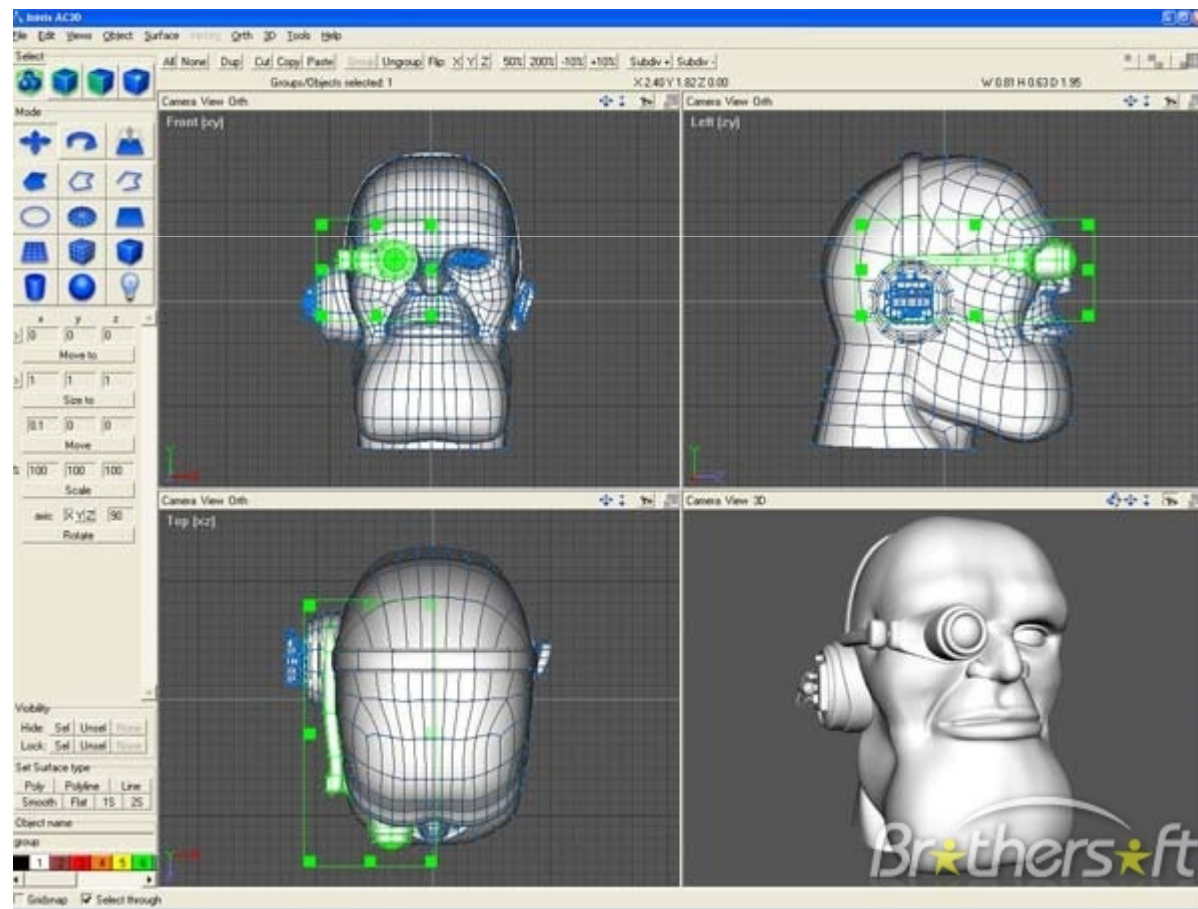 Inivis AC3D
File Edit Views Object Surface Orth 3D Tools Help
Select
All None Dup Cut Copy Paste Group Ungroup Flip X Y Z 50% 200% -10% +10% Subdiv + Subdiv -
Groups/Objects selected: 1 X 2.40 Y 1.82 Z 0.00 W 0.81 H 0.63 D 1.95
Camera View Orth
Camera View Orth
Mode
Front (xy)
Left (zy)
x y z
0 0 0
Move to
1 1 1
Size to
0.1 0 0
Move
% 100 100 100
Scale
axis: X Y Z 90
Rotate
Camera View Orth
Camera View 3D
Top (xz)
Visibility
Hide: Sel Unsel None
Lock: Sel Unsel None
Set Surface type
Poly Polyline Line
Smooth Flat 1S 2S
Object name
group
1 2 3 4 5 6
Gridsnap Select through
Brothersoft